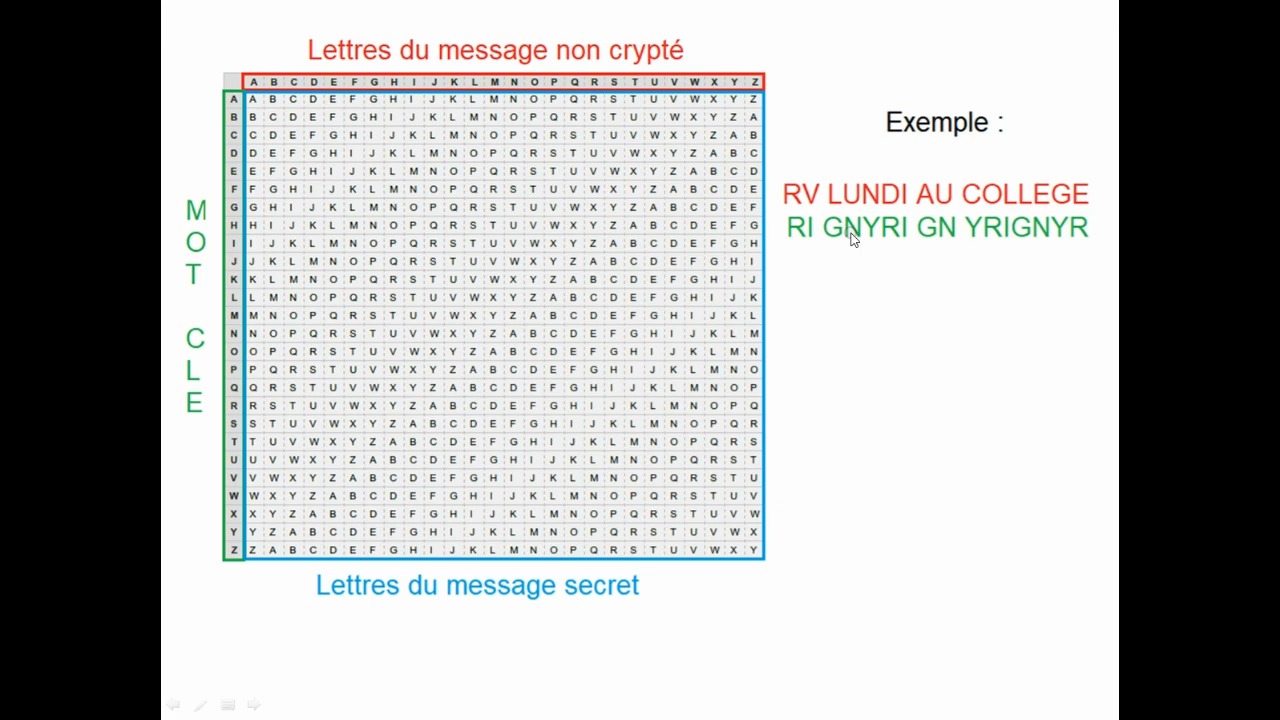 Lettres du message non crypté
A B C D E F G H I J K L M N O P Q R S T U V W X Y Z
A A B C D E F G H I J K L M N O P Q R S T U V W X Y Z
B B C D E F G H I J K L M N O P Q R S T U V W X Y Z A
C C D E F G H I J K L M N O P Q R S T U V W X Y Z A B
D D E F G H I J K L M N O P Q R S T U V W X Y Z A B C
E E F G H I J K L M N O P Q R S T U V W X Y Z A B C D
F F G H I J K L M N O P Q R S T U V W X Y Z A B C D E
G G H I J K L M N O P Q R S T U V W X Y Z A B C D E F
H H I J K L M N O P Q R S T U V W X Y Z A B C D E F G
I I J K L M N O P Q R S T U V W X Y Z A B C D E F G H
J J K L M N O P Q R S T U V W X Y Z A B C D E F G H I
K K L M N O P Q R S T U V W X Y Z A B C D E F G H I J
L L M N O P Q R S T U V W X Y Z A B C D E F G H I J K
M M N O P Q R S T U V W X Y Z A B C D E F G H I J K L
N N O P Q R S T U V W X Y Z A B C D E F G H I J K L M
O O P Q R S T U V W X Y Z A B C D E F G H I J K L M N
P P Q R S T U V W X Y Z A B C D E F G H I J K L M N O
Q Q R S T U V W X Y Z A B C D E F G H I J K L M N O P
R R S T U V W X Y Z A B C D E F G H I J K L M N O P Q
S S T U V W X Y Z A B C D E F G H I J K L M N O P Q R
T T U V W X Y Z A B C D E F G H I J K L M N O P Q R S
U U V W X Y Z A B C D E F G H I J K L M N O P Q R S T
V V W X Y Z A B C D E F G H I J K L M N O P Q R S T U
W W X Y Z A B C D E F G H I J K L M N O P Q R S T U V
X X Y Z A B C D E F G H I J K L M N O P Q R S T U V W
Y Y Z A B C D E F G H I J K L M N O P Q R S T U V W X
Z Z A B C D E F G H I J K L M N O P Q R S T U V W X Y
MOT CLE
Lettres du message secret
Exemple :
RV LUNDI AU COLLEGE
RI GNYRI GN YRIGNYR